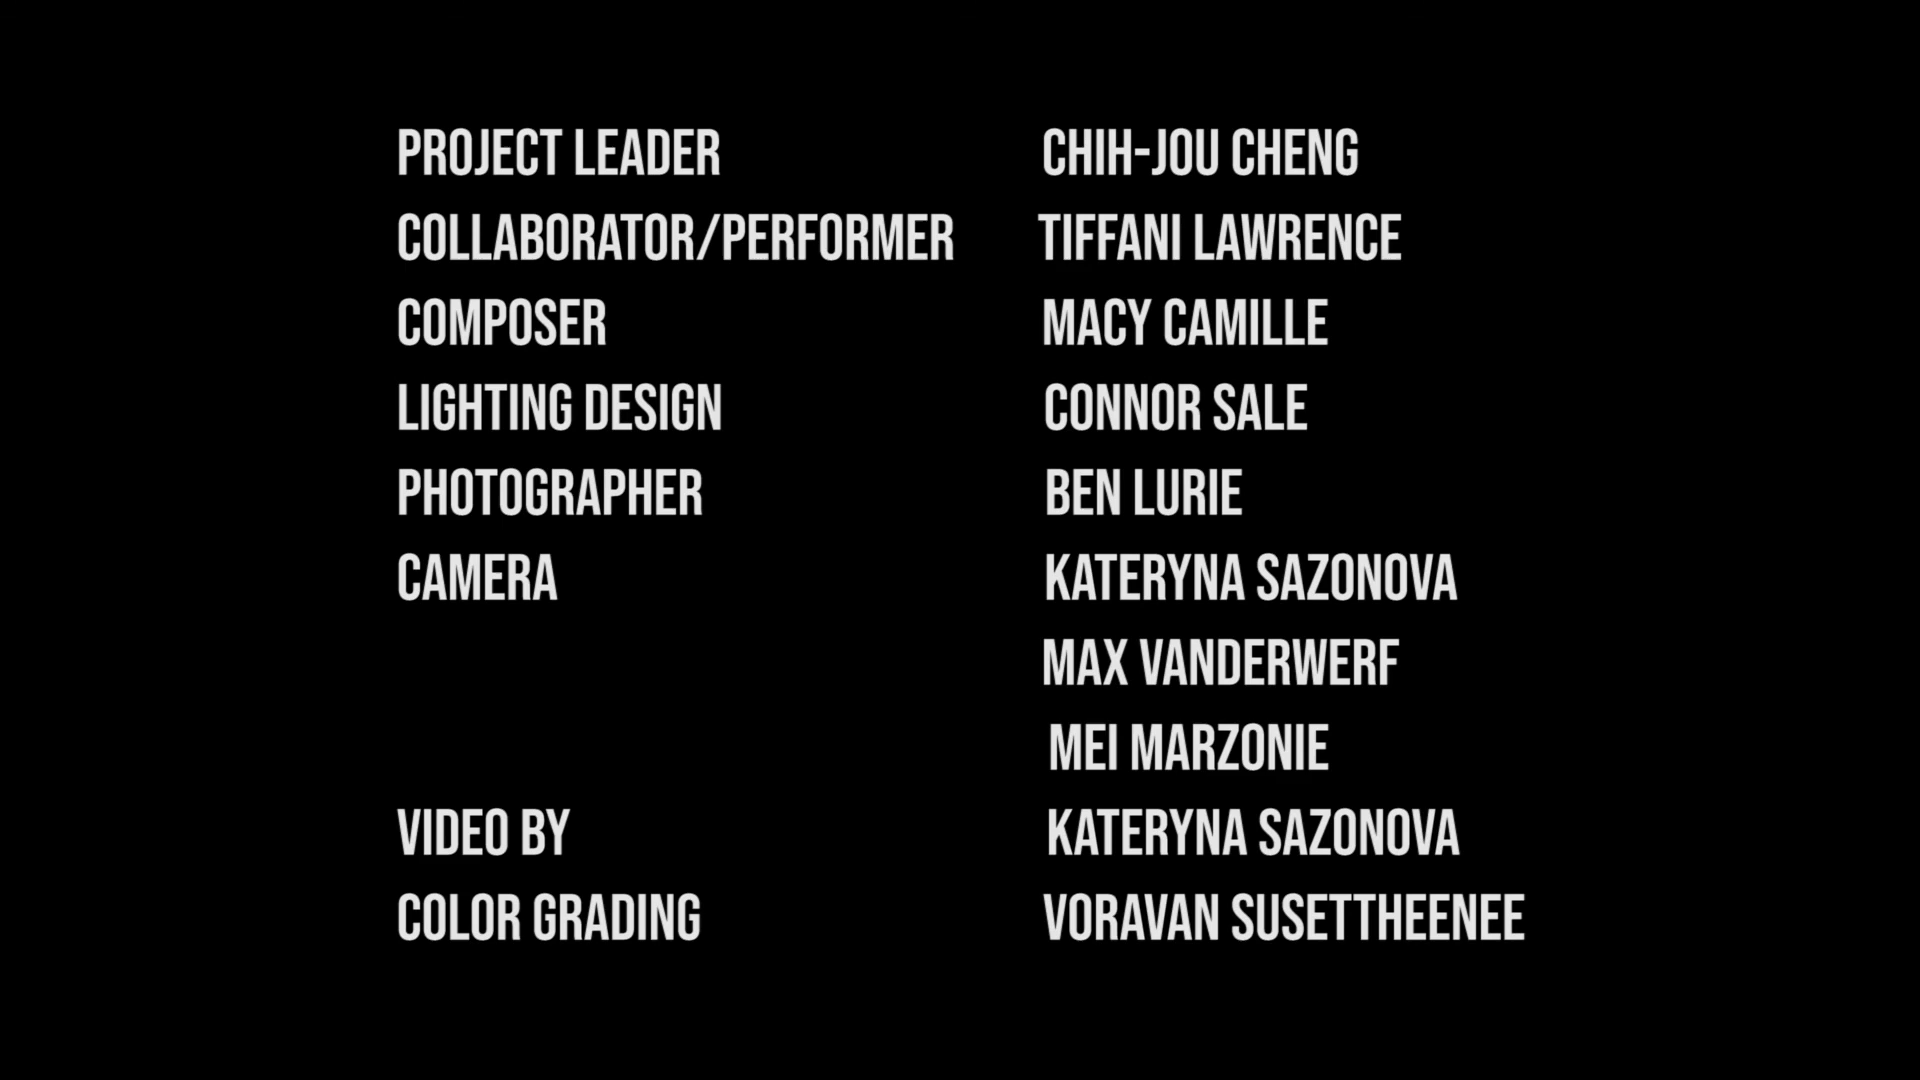 PROJECT LEADER CHIH-JOU CHENG
COLLABORATOR/PERFORMER TIFFANI LAWRENCE
COMPOSER MACY CAMILLE
LIGHTING DESIGN CONNOR SALE
PHOTOGRAPHER BEN LURIE
CAMERA KATERYNA SAZONOVA
MAX VANDERWERF
MEI MARZONIE
VIDEO BY KATERYNA SAZONOVA
COLOR GRADING VORAVAN SUSETTHEENEE